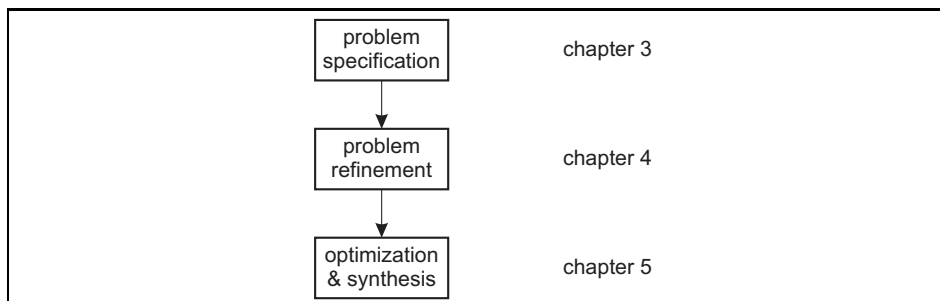 problem
specification
chapter 3
problem
refinement
chapter 4
optimization
& synthesis
chapter 5